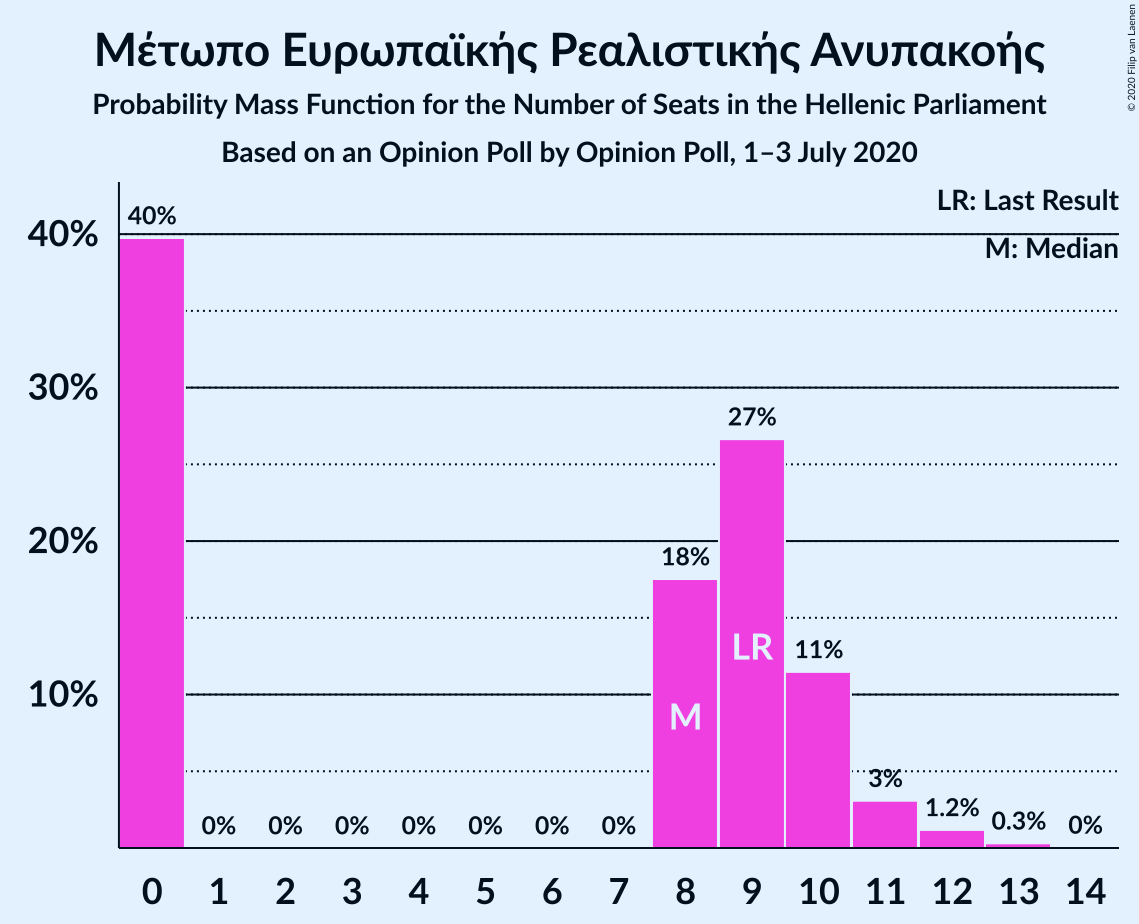 Μέτωπο Ευρωπαϊκής Ρεαλιστικής Ανυπακοής
Probability Mass Function for the Number of Seats in the Hellenic Parliament
Based on an Opinion Poll by Opinion Poll, 1–3 July 2020
© 2020 Filip van Laenen
LR: Last Result
M: Median
40%
30%
20%
10%
40%
0%
0%
0%
0%
0%
0%
0%
18%
27%
11%
3%
1.2%
0.3%
0%
M
LR
0 1 2 3 4 5 6 7 8 9 10 11 12 13 14